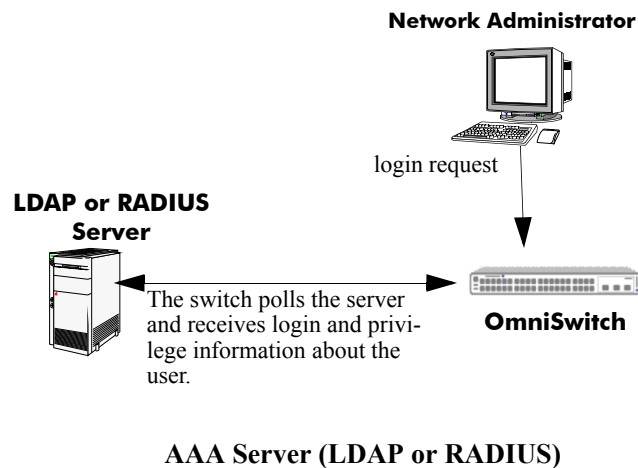 Network Administrator
login request
LDAP or RADIUS
Server
The switch polls the server
and receives login and privi-
lege information about the
user.
OmniSwitch
AAA Server (LDAP or RADIUS)